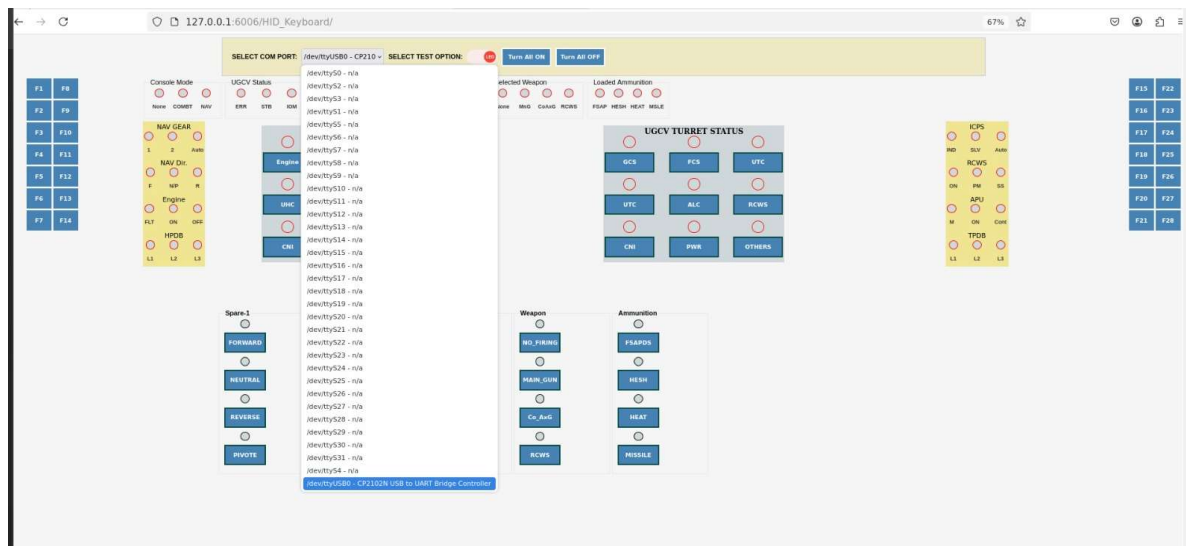 127.0.0.1:6006/HID_Keyboard/
67%
SELECT COM PORT: /dev/ttyUSB0 - CP210 SELECT TEST OPTION: Turn All ON Turn All OFF
/dev/ttyS0 - n/a
/dev/ttyS2 - n/a
/dev/ttyS3 - n/a
/dev/ttyS1 - n/a
/dev/ttyS5 - n/a
/dev/ttyS6 - n/a
/dev/ttyS7 - n/a
/dev/ttyS8 - n/a
/dev/ttyS9 - n/a
/dev/ttyS10 - n/a
/dev/ttyS11 - n/a
/dev/ttyS12 - n/a
/dev/ttyS13 - n/a
/dev/ttyS14 - n/a
/dev/ttyS15 - n/a
/dev/ttyS16 - n/a
/dev/ttyS17 - n/a
/dev/ttyS18 - n/a
/dev/ttyS19 - n/a
/dev/ttyS20 - n/a
/dev/ttyS21 - n/a
/dev/ttyS22 - n/a
/dev/ttyS23 - n/a
/dev/ttyS24 - n/a
/dev/ttyS25 - n/a
/dev/ttyS26 - n/a
/dev/ttyS27 - n/a
/dev/ttyS28 - n/a
/dev/ttyS29 - n/a
/dev/ttyS30 - n/a
/dev/ttyS31 - n/a
/dev/ttyS4 - n/a
/dev/ttyUSB0 - CP2102N USB to UART Bridge Controller
F1 F8
F2 F9
F3 F10
F4 F11
F5 F12
F6 F13
F7 F14
Console Mode
None COMBT NAV
UGCV Status
ERR STB IOM
elected Weapon
one MnG CoAxG RCWS
Loaded Ammunition
FSAP HESH HEAT MSLE
NAV GEAR
1 2 Auto
NAV Dir.
F N/P R
Engine
FLT ON OFF
HPDB
L1 L2 L3
Engine
UHC
CNI
UGCV TURRET STATUS
GCS FCS UTC
UTC ALC RCWS
CNI PWR OTHERS
ICPS
IND SLV Auto
RCWS
ON PM SS
APU
M ON Cont
TPDB
L1 L2 L3
F15 F22
F16 F23
F17 F24
F18 F25
F19 F26
F20 F27
F21 F28
Spare-1
FORWARD
NEUTRAL
REVERSE
PIVOTE
Weapon
NO_FIRING
MAIN_GUN
Co_AxG
RCWS
Ammunition
FSAPDS
HESH
HEAT
MISSILE